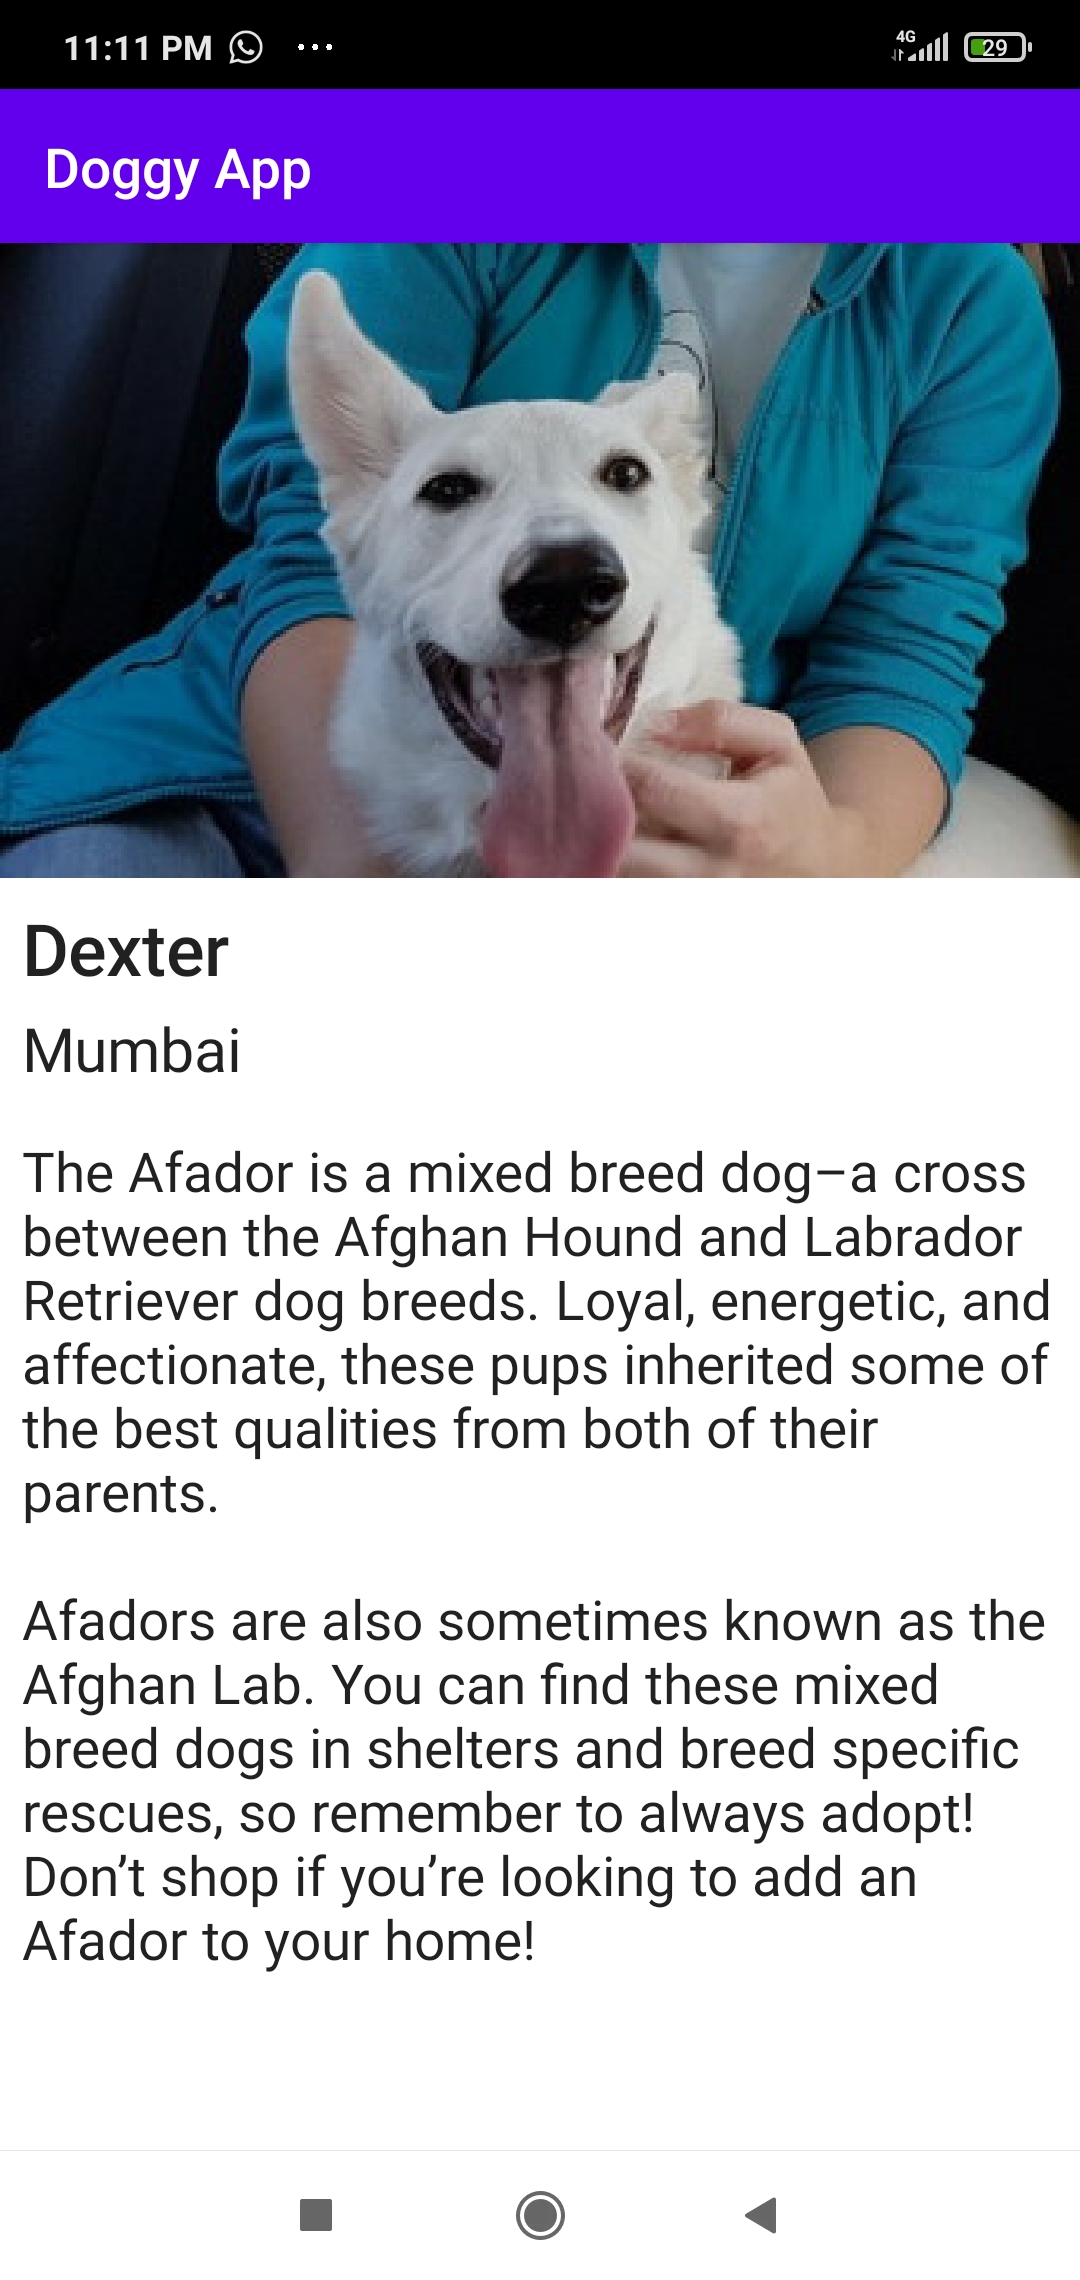 11:11 PM
4G
29
Doggy App
Dexter
Mumbai
The Afador is a mixed breed dog–a cross
between the Afghan Hound and Labrador
Retriever dog breeds. Loyal, energetic, and
affectionate, these pups inherited some of
the best qualities from both of their
parents.
Afadors are also sometimes known as the
Afghan Lab. You can find these mixed
breed dogs in shelters and breed specific
rescues, so remember to always adopt!
Don’t shop if you’re looking to add an
Afador to your home!